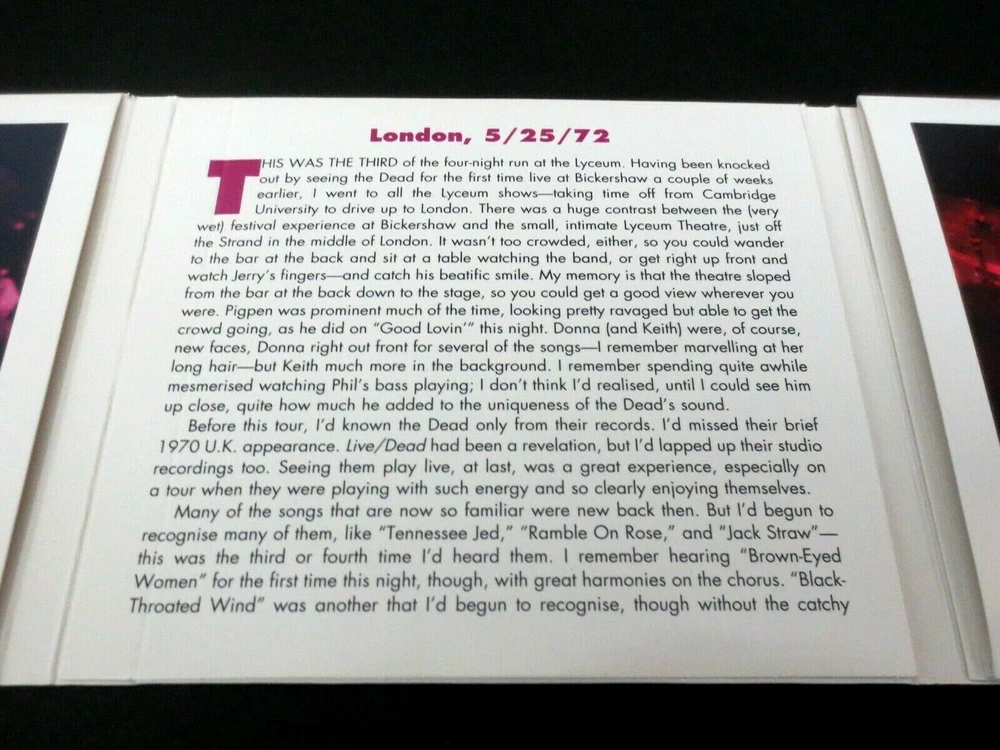 London, 5/25/72
THIS WAS THE THIRD of the four-night run at the Lyceum. Having been knocked
out by seeing the Dead for the first time live at Bickershaw a couple of weeks
earlier, I went to all the Lyceum shows—taking time off from Cambridge
University to drive up to London. There was a huge contrast between the (very
wet) festival experience at Bickershaw and the small, intimate Lyceum Theatre, just off
the Strand in the middle of London. It wasn't too crowded, either, so you could wander
to the bar at the back and sit at a table watching the band, or get right up front and
watch Jerry's fingers—and catch his beatific smile. My memory is that the theatre sloped
from the bar at the back down to the stage, so you could get a good view wherever you
were. Pigpen was prominent much of the time, looking pretty ravaged but able to get the
crowd going, as he did on “Good Lovin'” this night. Donna (and Keith) were, of course,
new faces, Donna right out front for several of the songs—I remember marvelling at her
long hair—but Keith much more in the background. I remember spending quite awhile
mesmerised watching Phil's bass playing; I don't think I'd realised, until I could see him
up close, quite how much he added to the uniqueness of the Dead's sound.
Before this tour, I'd known the Dead only from their records. I'd missed their brief
1970 U.K. appearance. Live/Dead had been a revelation, but I'd lapped up their studio
recordings too. Seeing them play live, at last, was a great experience, especially on
a tour when they were playing with such energy and so clearly enjoying themselves.
Many of the songs that are now so familiar were new back then. But I'd begun to
recognise many of them, like “Tennessee Jed,” “Ramble On Rose,” and “Jack Straw”—
this was the third or fourth time I'd heard them. I remember hearing “Brown-Eyed
Women” for the first time this night, though, with great harmonies on the chorus. “Black-
Throated Wind” was another that I'd begun to recognise, though without the catchy